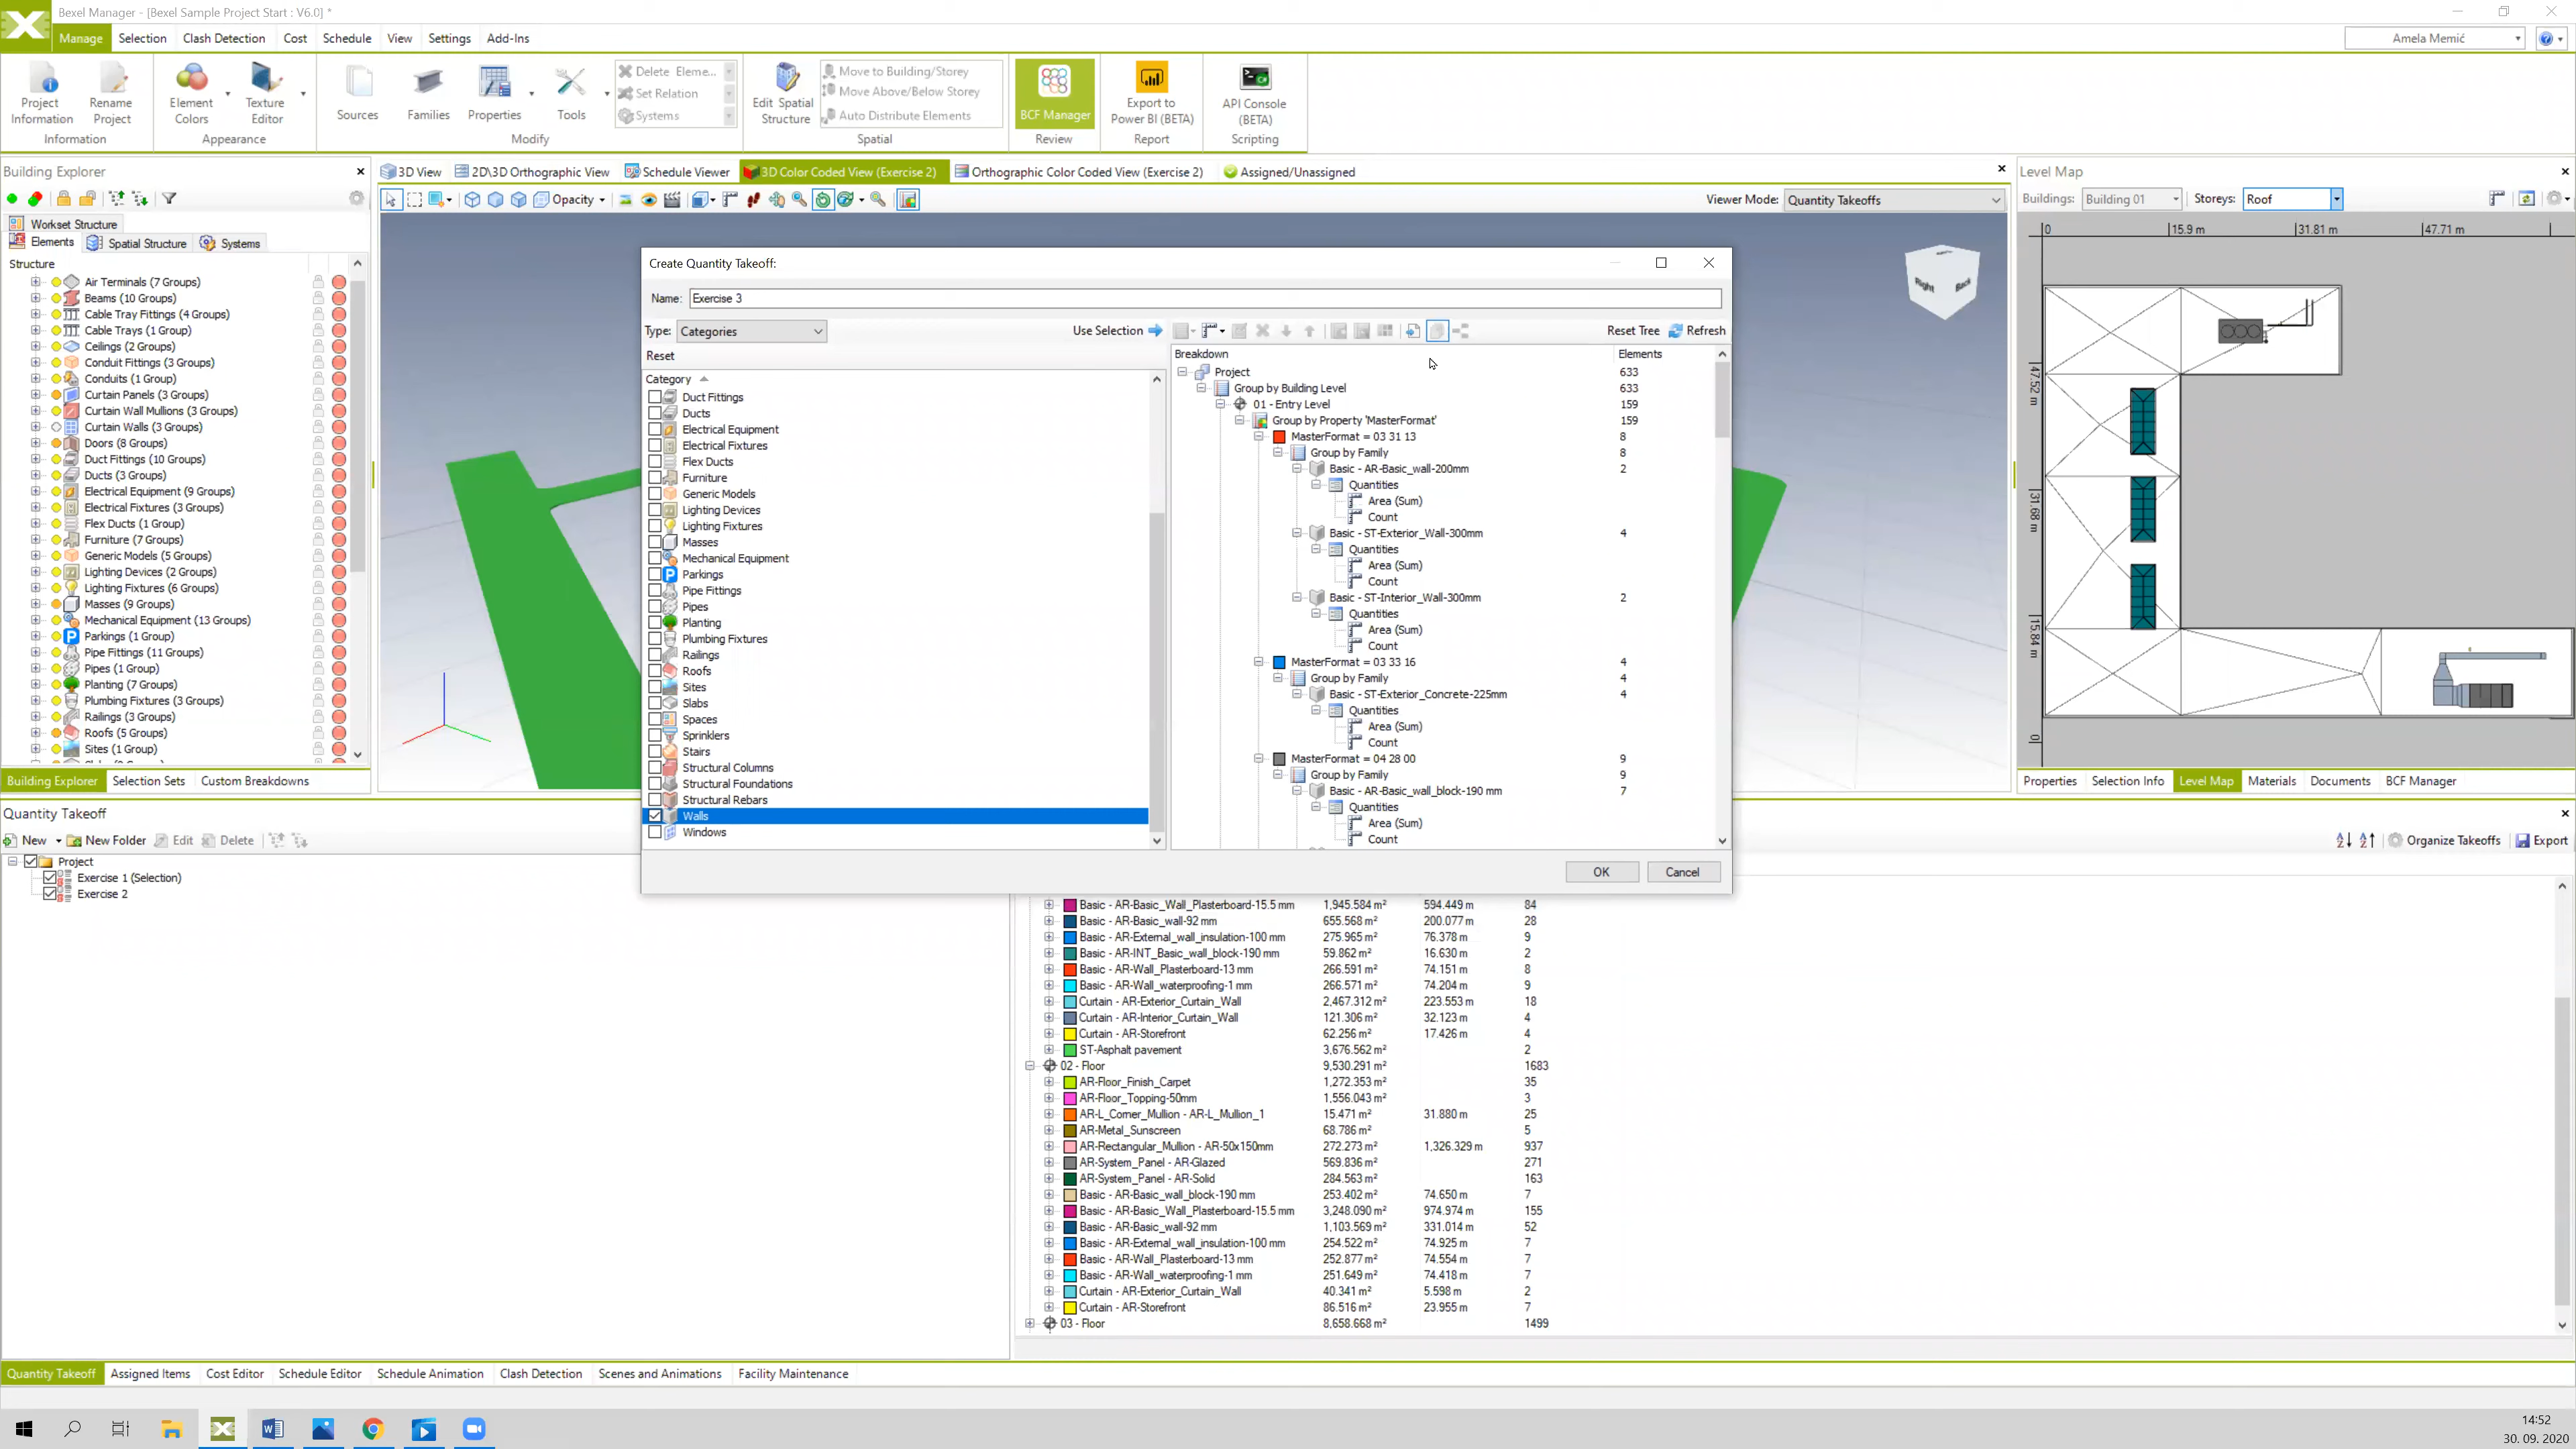 Bexel Manager - [Bexel Sample Project Start : V6.0] *
Manage Selection Clash Detection Cost Schedule View Settings Add-Ins
Amela Memić
Project Information
Rename Project
Element Colors
Texture Editor
Sources
Families
Properties
Tools
Delete Eleme...
Set Relation
Systems
Edit Spatial Structure
Move to Building/Storey
Move Above/Below Storey
Auto Distribute Elements
BCF Manager
Export to Power BI (BETA)
API Console (BETA)
Information Appearance Modify Spatial Review Report Scripting
Building Explorer
Workset Structure
Elements Spatial Structure Systems
Structure
Air Terminals (7 Groups)
Beams (10 Groups)
Cable Tray Fittings (4 Groups)
Cable Trays (1 Group)
Ceilings (2 Groups)
Conduit Fittings (3 Groups)
Conduits (1 Group)
Curtain Panels (3 Groups)
Curtain Wall Mullions (3 Groups)
Curtain Walls (3 Groups)
Doors (8 Groups)
Duct Fittings (10 Groups)
Ducts (3 Groups)
Electrical Equipment (9 Groups)
Electrical Fixtures (3 Groups)
Flex Ducts (1 Group)
Furniture (7 Groups)
Generic Models (5 Groups)
Lighting Devices (2 Groups)
Lighting Fixtures (6 Groups)
Masses (9 Groups)
Mechanical Equipment (13 Groups)
Parkings (1 Group)
Pipe Fittings (11 Groups)
Pipes (1 Group)
Planting (7 Groups)
Plumbing Fixtures (3 Groups)
Railings (3 Groups)
Roofs (5 Groups)
Sites (1 Group)
Building Explorer Selection Sets Custom Breakdowns
3D View 2D\3D Orthographic View Schedule Viewer 3D Color Coded View (Exercise 2) Orthographic Color Coded View (Exercise 2) Assigned/Unassigned
Opacity
Viewer Mode: Quantity Takeoffs
Right Back
Create Quantity Takeoff:
Name: Exercise 3
Type: Categories
Use Selection
Reset
Category
Duct Fittings
Ducts
Electrical Equipment
Electrical Fixtures
Flex Ducts
Furniture
Generic Models
Lighting Devices
Lighting Fixtures
Masses
Mechanical Equipment
Parkings
Pipe Fittings
Pipes
Planting
Plumbing Fixtures
Railings
Roofs
Sites
Slabs
Spaces
Sprinklers
Stairs
Structural Columns
Structural Foundations
Structural Rebars
Walls
Windows
Reset Tree Refresh
Breakdown Elements
Project 633
Group by Building Level 633
01 - Entry Level 159
Group by Property 'MasterFormat' 159
MasterFormat = 03 31 13 8
Group by Family 8
Basic - AR-Basic_wall-200mm 2
Quantities
Area (Sum)
Count
Basic - ST-Exterior_Wall-300mm 4
Quantities
Area (Sum)
Count
Basic - ST-Interior_Wall-300mm 2
Quantities
Area (Sum)
Count
MasterFormat = 03 33 16 4
Group by Family 4
Basic - ST-Exterior_Concrete-225mm 4
Quantities
Area (Sum)
Count
MasterFormat = 04 28 00 9
Group by Family 9
Basic - AR-Basic_wall_block-190 mm 7
Quantities
Area (Sum)
Count
OK Cancel
Level Map
Buildings: Building 01 Storeys: Roof
0 15.9 m 31.81 m 47.71 m
47.52 m
31.68 m
15.84 m
0
Properties Selection Info Level Map Materials Documents BCF Manager
Quantity Takeoff
New New Folder Edit Delete
Organize Takeoffs Export
Project
Exercise 1 (Selection)
Exercise 2
Basic - AR-Basic_Wall_Plasterboard-15.5 mm 1,945.584 m² 594.449 m 84
Basic - AR-Basic_wall-92 mm 655.568 m² 200.077 m 28
Basic - AR-External_wall_insulation-100 mm 275.965 m² 76.378 m 9
Basic - AR-INT_Basic_wall_block-190 mm 59.862 m² 16.630 m 2
Basic - AR-Wall_Plasterboard-13 mm 266.591 m² 74.151 m 8
Basic - AR-Wall_waterproofing-1 mm 266.571 m² 74.204 m 9
Curtain - AR-Exterior_Curtain_Wall 2,467.312 m² 223.553 m 18
Curtain - AR-Interior_Curtain_Wall 121.306 m² 32.123 m 4
Curtain - AR-Storefront 62.256 m² 17.426 m 4
ST-Asphalt pavement 3,676.562 m² 2
02 - Floor 9,530.291 m² 1683
AR-Floor_Finish_Carpet 1,272.353 m² 35
AR-Floor_Topping-50mm 1,556.043 m² 3
AR-L_Corner_Mullion - AR-L_Mullion_1 15.471 m² 31.880 m 25
AR-Metal_Sunscreen 68.786 m² 5
AR-Rectangular_Mullion - AR-50x150mm 272.273 m² 1,326.329 m 937
AR-System_Panel - AR-Glazed 569.836 m² 271
AR-System_Panel - AR-Solid 284.563 m² 163
Basic - AR-Basic_wall_block-190 mm 253.402 m² 74.650 m 7
Basic - AR-Basic_Wall_Plasterboard-15.5 mm 3,248.090 m² 974.974 m 155
Basic - AR-Basic_wall-92 mm 1,103.569 m² 331.014 m 52
Basic - AR-External_wall_insulation-100 mm 254.522 m² 74.925 m 7
Basic - AR-Wall_Plasterboard-13 mm 252.877 m² 74.554 m 7
Basic - AR-Wall_waterproofing-1 mm 251.649 m² 74.418 m 7
Curtain - AR-Exterior_Curtain_Wall 40.341 m² 5.598 m 2
Curtain - AR-Storefront 86.516 m² 23.955 m 7
03 - Floor 8,658.668 m² 1499
Quantity Takeoff Assigned Items Cost Editor Schedule Editor Schedule Animation Clash Detection Scenes and Animations Facility Maintenance
14:52
30. 09. 2020